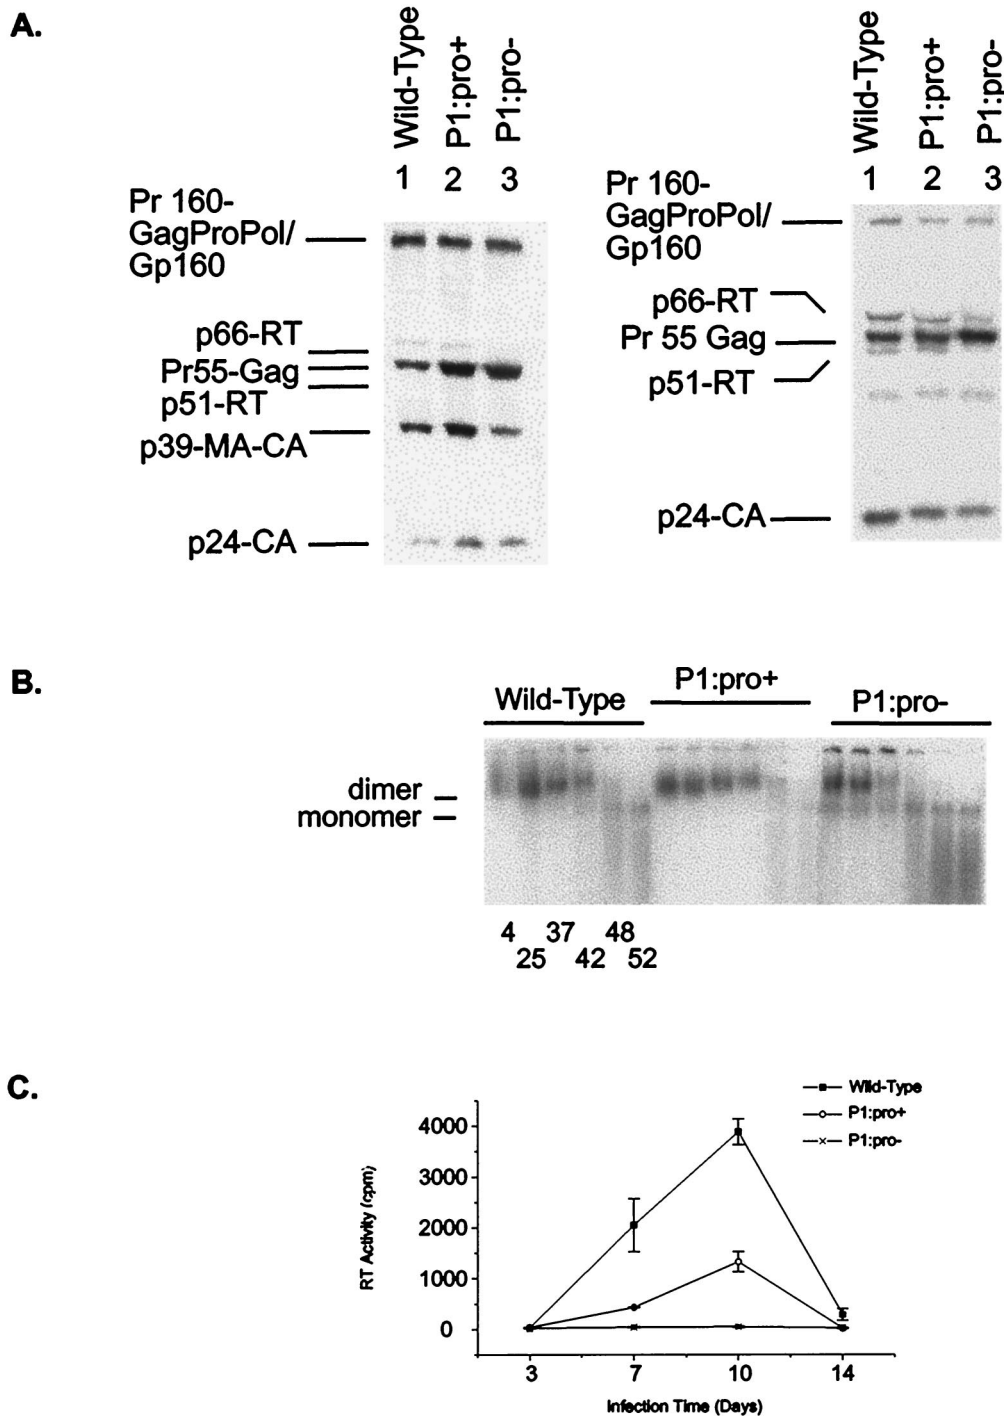 A.
Wild-Type
P1:pro+
P1:pro-
1 2 3
Pr 160-
GagProPol/
Gp160
p66-RT
Pr55-Gag
p51-RT
p39-MA-CA
p24-CA
Wild-Type
P1:pro+
P1:pro-
1 2 3
Pr 160-
GagProPol/
Gp160
p66-RT
Pr 55 Gag
p51-RT
p24-CA
B.
Wild-Type
P1:pro+
P1:pro-
dimer
monomer
4 37 48
25 42 52
C.
Wild-Type
P1:pro+
P1:pro-
RT Activity (cpm)
4000
3000
2000
1000
0
3 7 10 14
Infection Time (Days)